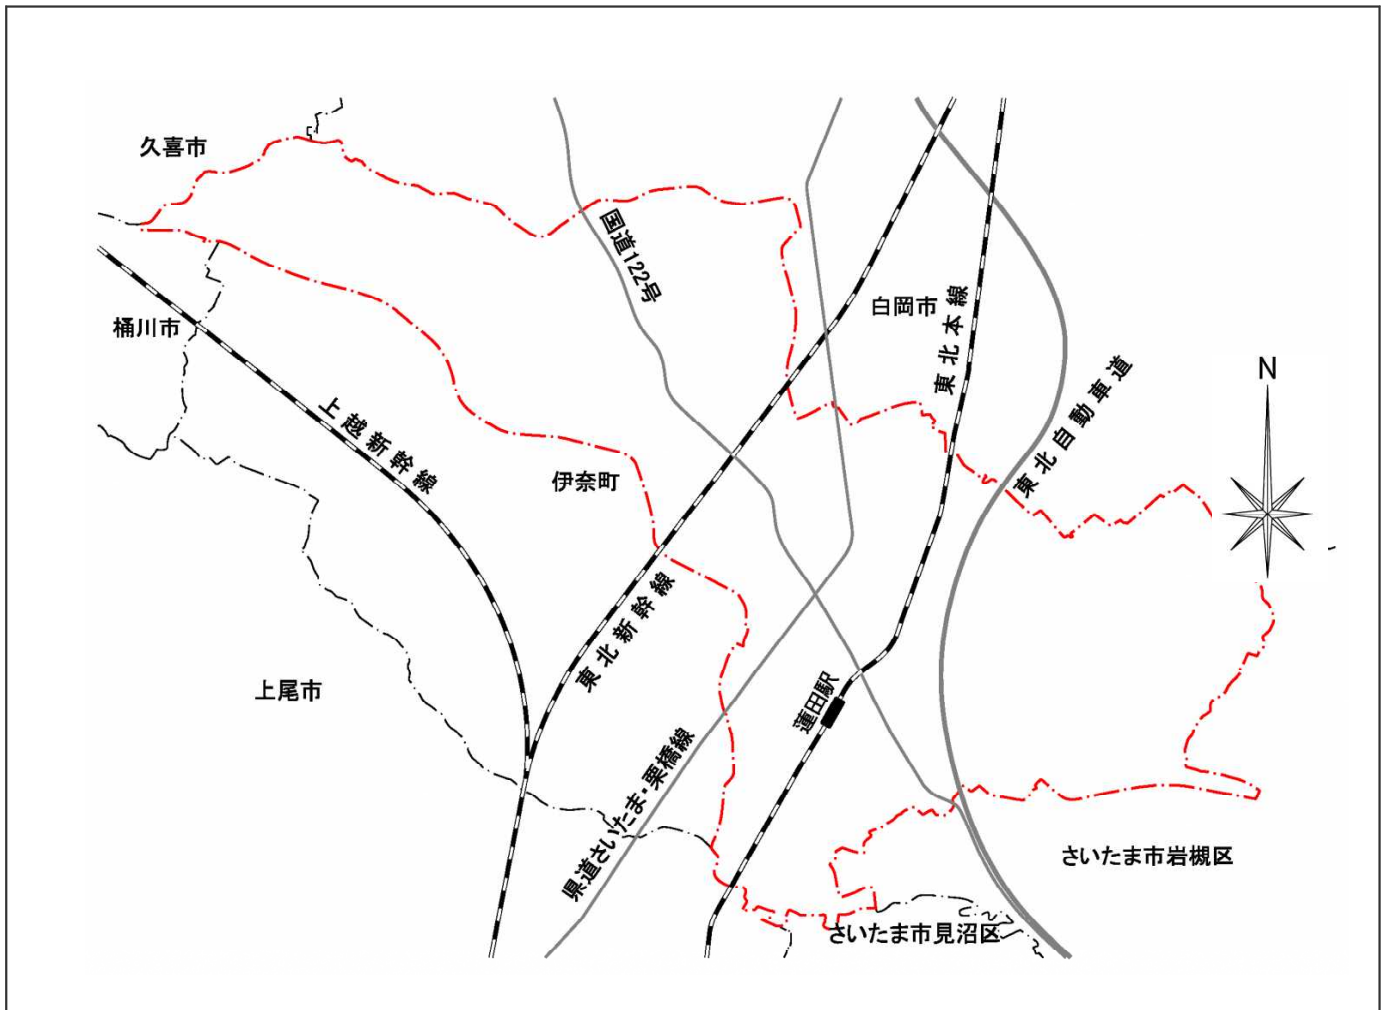 久喜市
国道122号
白岡市
東北本線
桶川市
N
東北自動車道
上越新幹線
伊奈町
東北新幹線
蓮田駅
上尾市
県道さいたま・栗橋線
さいたま市岩槻区
さいたま市見沼区